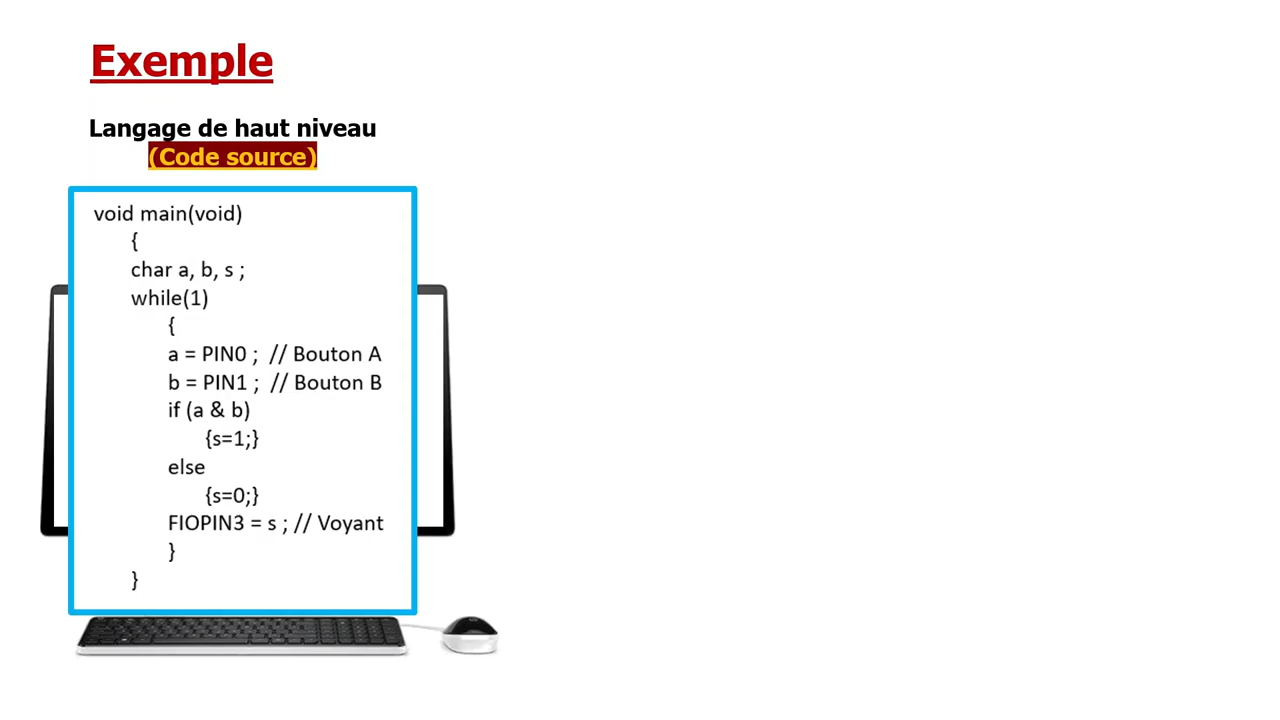 Exemple
Langage de haut niveau
(Code source)
void main(void)
{
char a, b, s ;
while(1)
{
a = PIN0 ; // Bouton A
b = PIN1 ; // Bouton B
if (a & b)
{s=1;}
else
{s=0;}
FIOPIN3 = s ; // Voyant
}
}